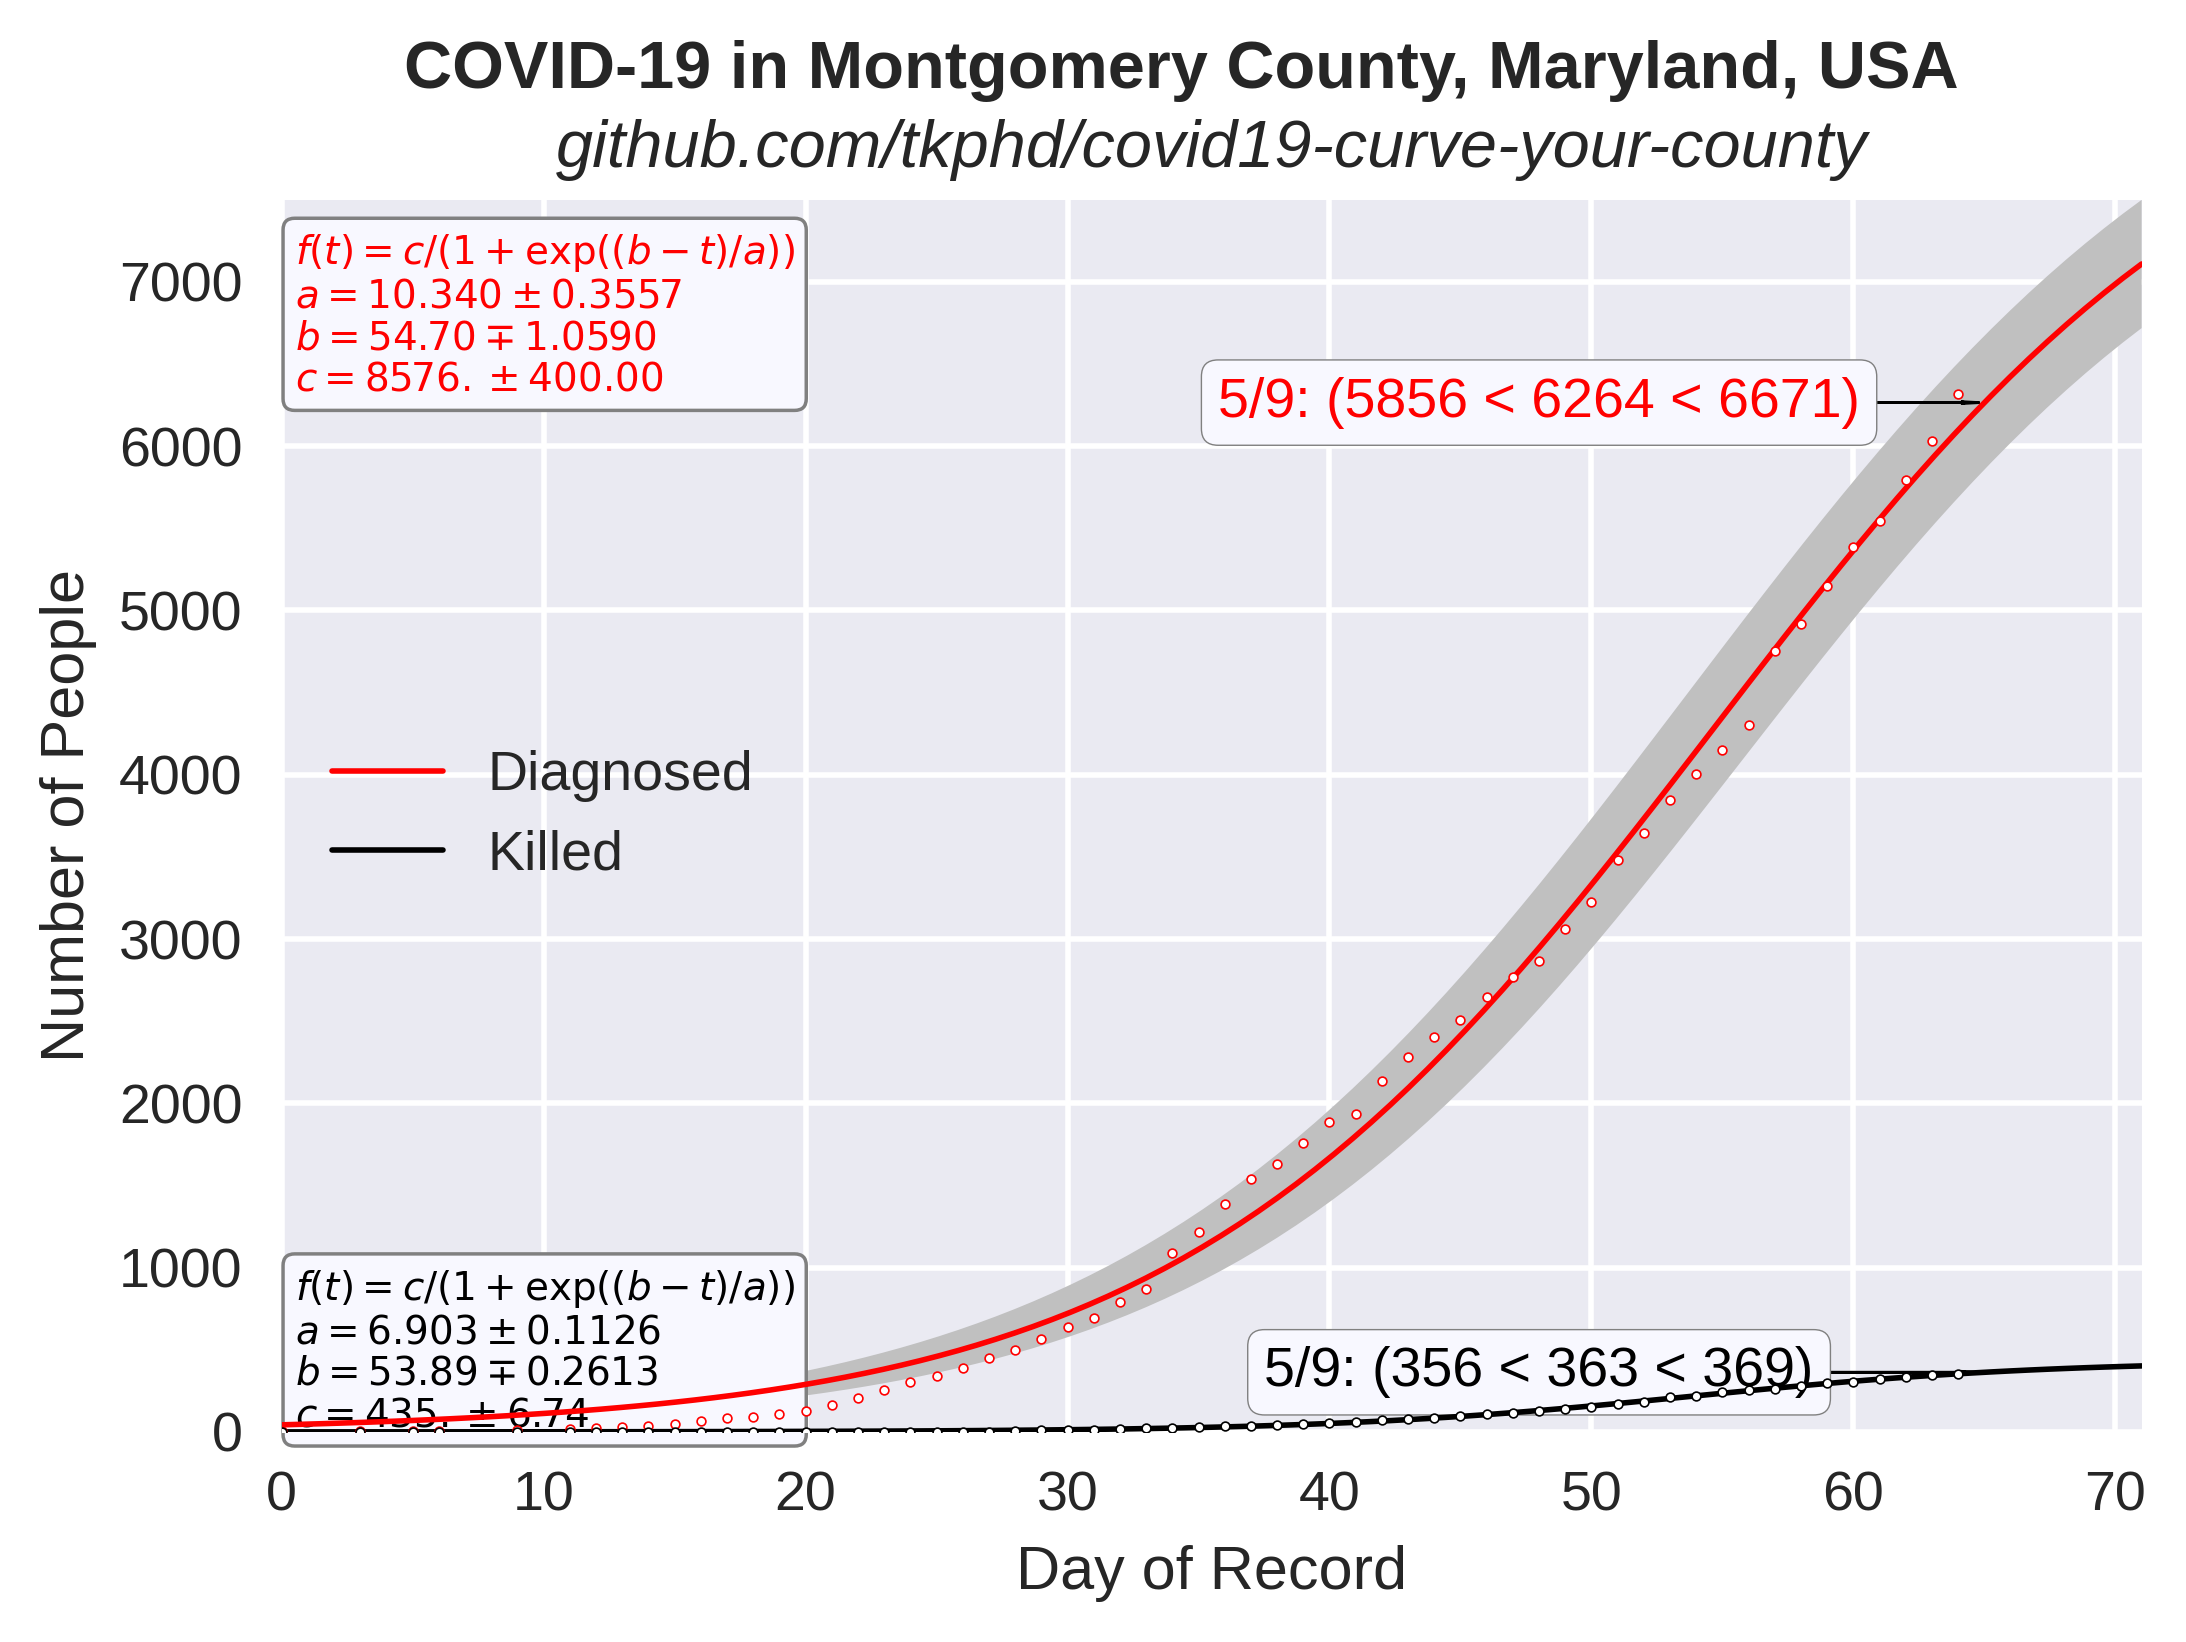 COVID-19 in Montgomery County, Maryland, USA
github.com/tkphd/covid19-curve-your-county
f(t) = c/(1 + exp((b − t)/a))
a = 10.340 ± 0.3557
b = 54.70 ∓ 1.0590
c = 8576. ± 400.00
5/9: (5856 < 6264 < 6671)
Diagnosed
Killed
f(t) = c/(1 + exp((b − t)/a))
a = 6.903 ± 0.1126
b = 53.89 ∓ 0.2613
c = 435. ± 6.74
5/9: (356 < 363 < 369)
Number of People
7000
6000
5000
4000
3000
2000
1000
0
0 10 20 30 40 50 60 70
Day of Record